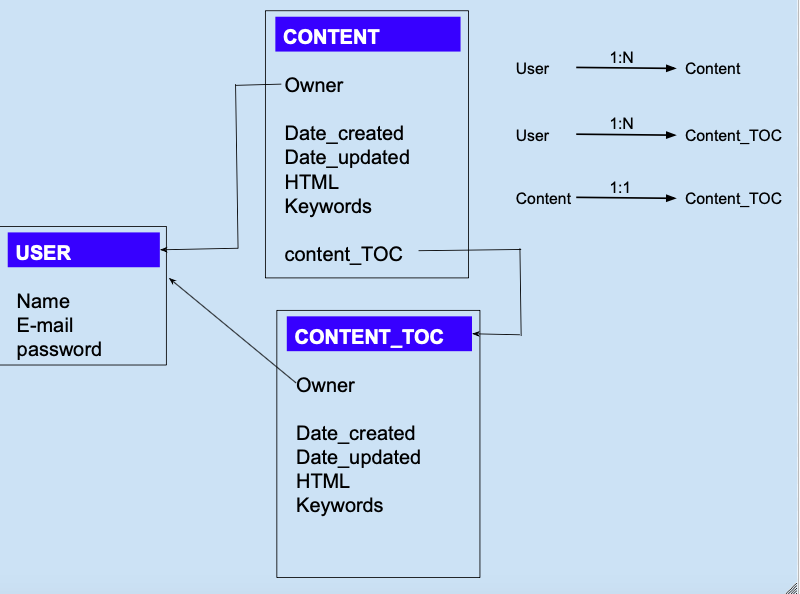 CONTENT
Owner
Date_created
Date_updated
HTML
Keywords
content_TOC
User 1:N Content
User 1:N Content_TOC
Content 1:1 Content_TOC
USER
Name
E-mail
password
CONTENT_TOC
Owner
Date_created
Date_updated
HTML
Keywords